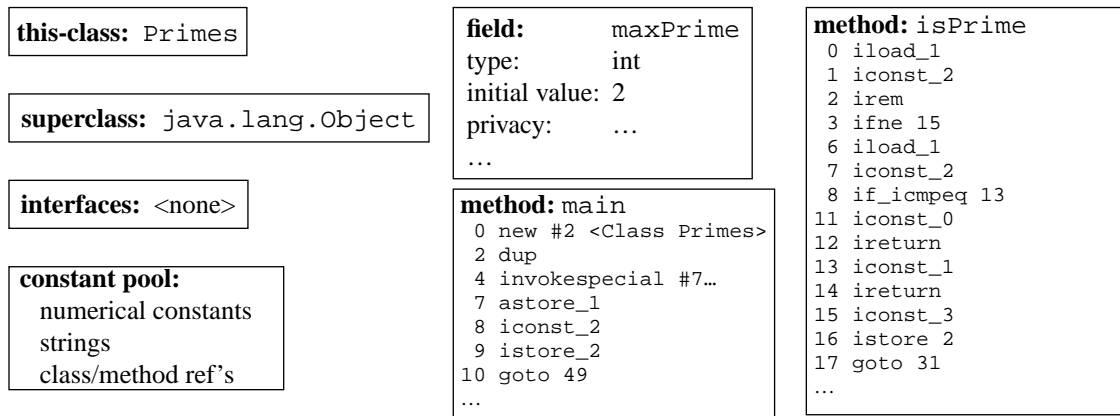 this-class: Primes
superclass: java.lang.Object
interfaces: <none>
constant pool:
numerical constants
strings
class/method ref's
field: maxPrime
type: int
initial value: 2
privacy: …
…
method: main
0 new #2 <Class Primes>
2 dup
4 invokespecial #7…
7 astore_1
8 iconst_2
9 istore_2
10 goto 49
…
method: isPrime
0 iload_1
1 iconst_2
2 irem
3 ifne 15
6 iload_1
7 iconst_2
8 if_icmpeq 13
11 iconst_0
12 ireturn
13 iconst_1
14 ireturn
15 iconst_3
16 istore 2
17 goto 31
…